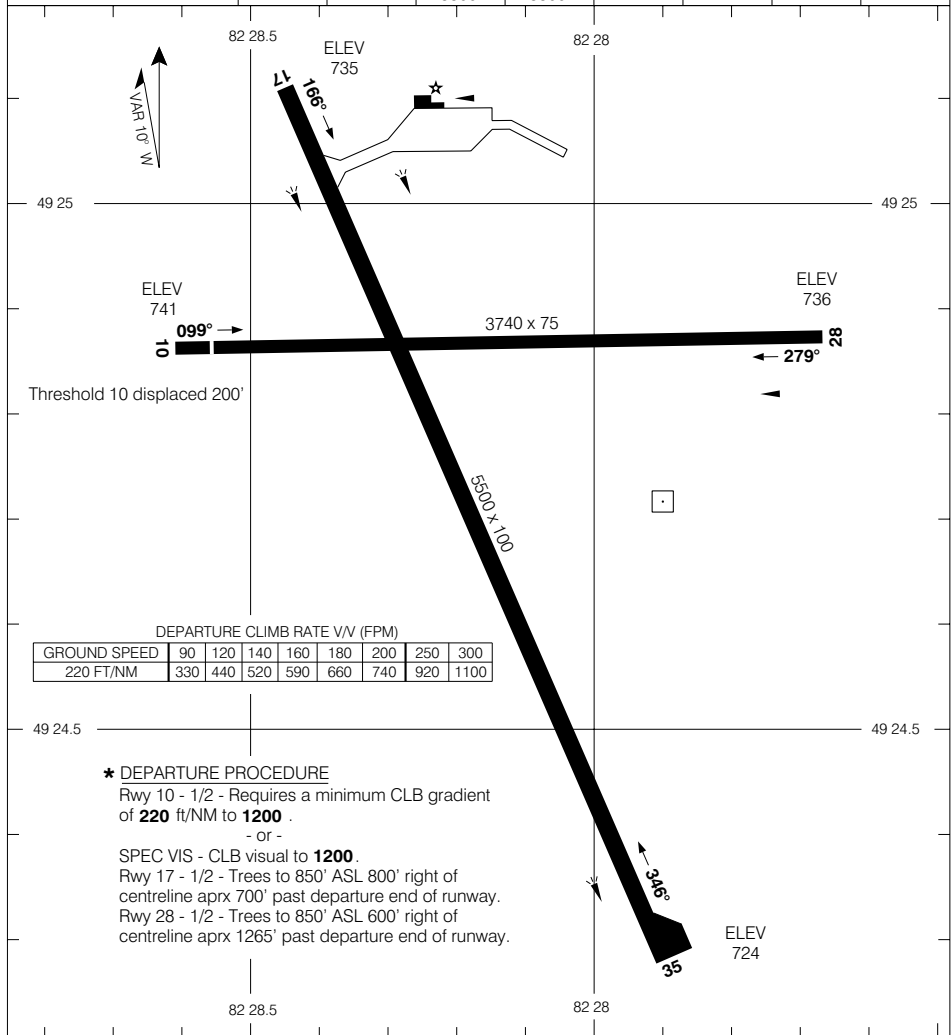 82 28.5
82 28
ELEV
735
17
166°
VAR 10° W
49 25
49 25
ELEV
741
ELEV
736
099°
10
3740 x 75
28
279°
Threshold 10 displaced 200'
5500 x 100
DEPARTURE CLIMB RATE V/V (FPM)
GROUND SPEED 90 120 140 160 180 200 250 300
220 FT/NM 330 440 520 590 660 740 920 1100
49 24.5
49 24.5
* DEPARTURE PROCEDURE
Rwy 10 - 1/2 - Requires a minimum CLB gradient
of 220 ft/NM to 1200 .
- or -
SPEC VIS - CLB visual to 1200.
Rwy 17 - 1/2 - Trees to 850' ASL 800' right of
centreline aprx 700' past departure end of runway.
Rwy 28 - 1/2 - Trees to 850' ASL 600' right of
centreline aprx 1265' past departure end of runway.
346°
ELEV
724
35
82 28.5
82 28